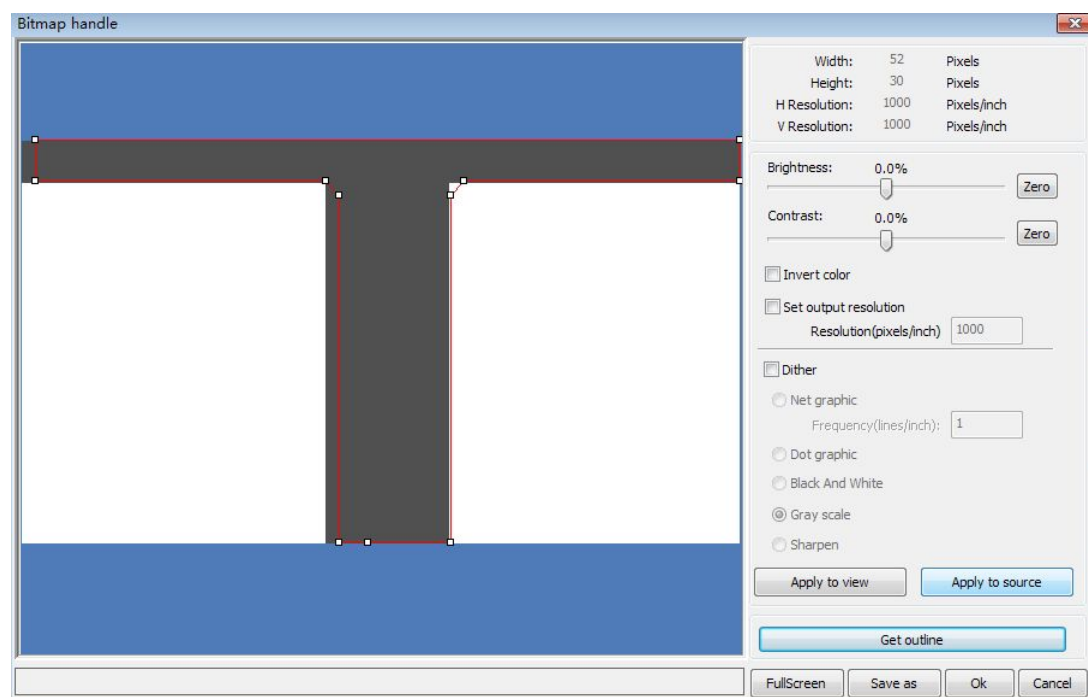 Bitmap handle
Width: 52 Pixels
Height: 30 Pixels
H Resolution: 1000 Pixels/inch
V Resolution: 1000 Pixels/inch
Brightness: 0.0%
Zero
Contrast: 0.0%
Zero
Invert color
Set output resolution
Resolution(pixels/inch) 1000
Dither
Net graphic
Frequency(lines/inch): 1
Dot graphic
Black And White
Gray scale
Sharpen
Apply to view Apply to source
Get outline
FullScreen Save as Ok Cancel